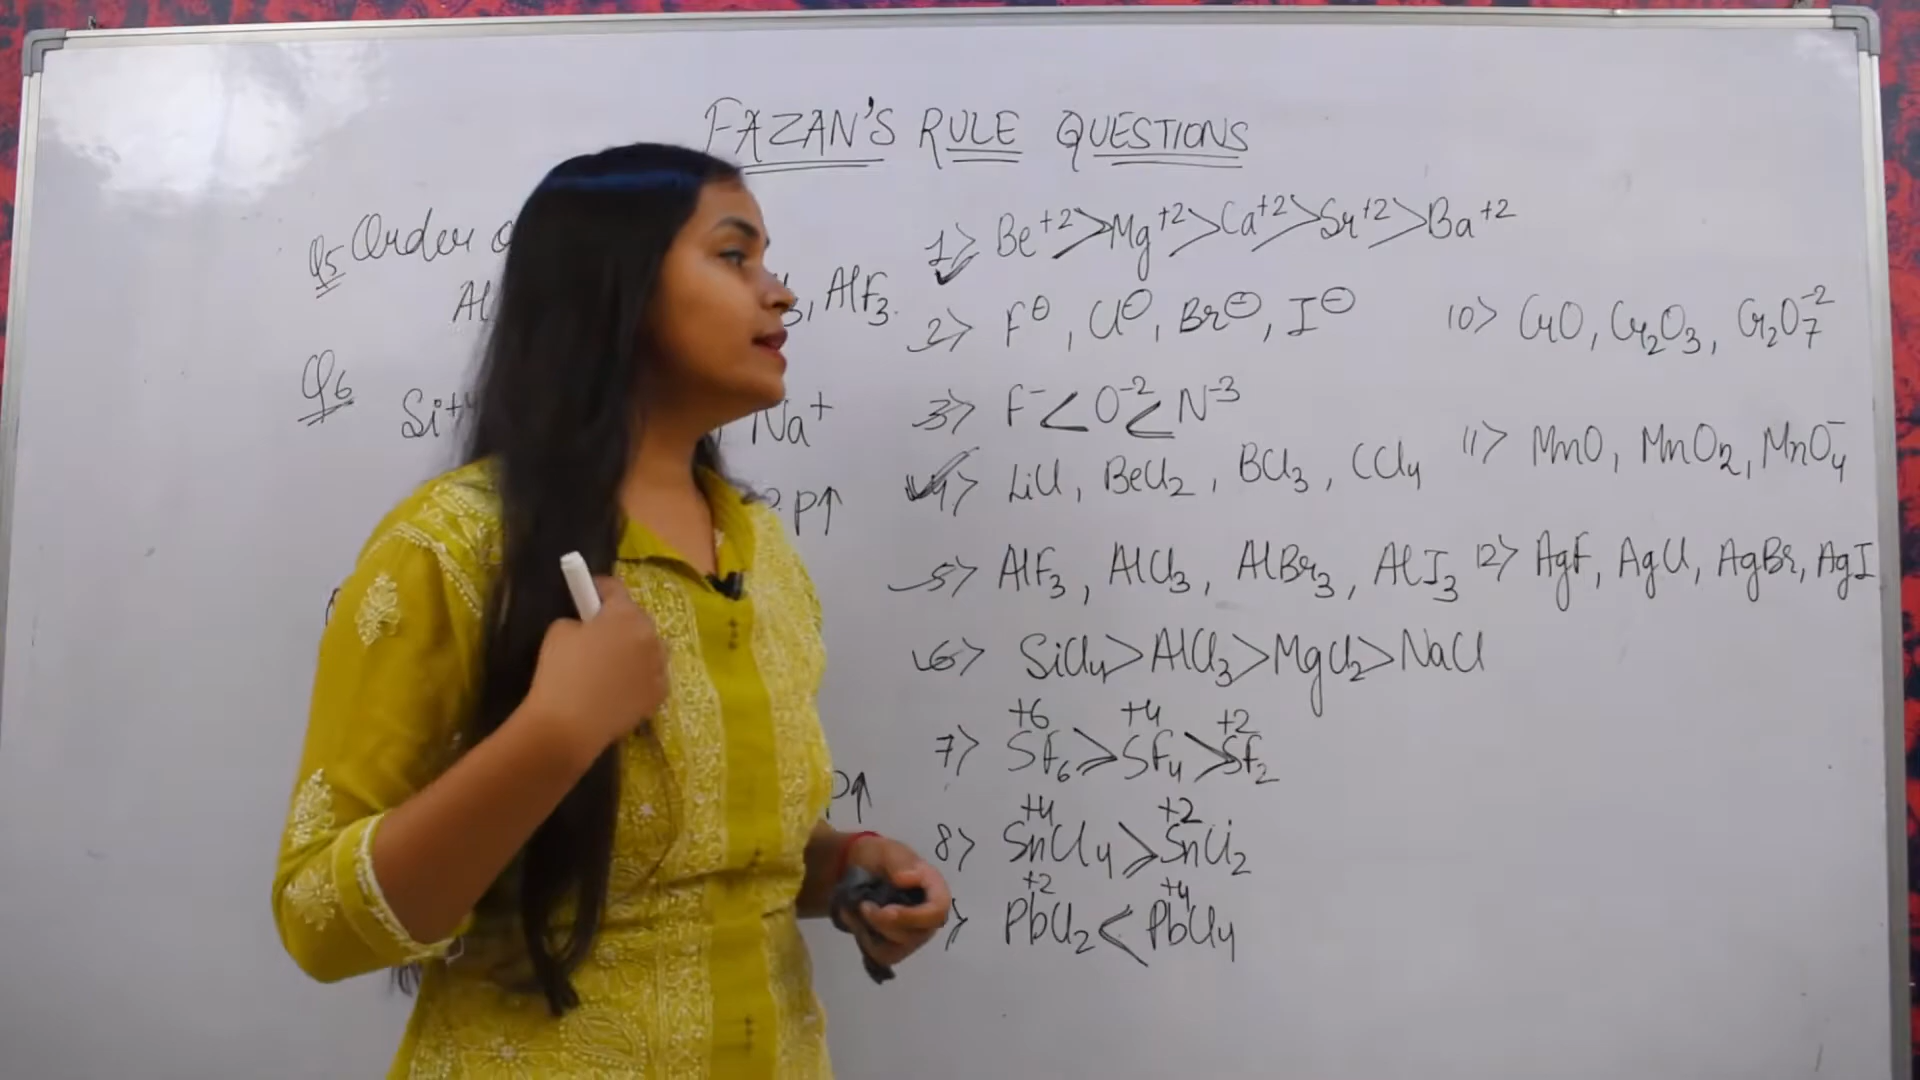 FAZAN'S RULE QUESTIONS
Q5 Order
Al , AlF3.
Q6
Si+4 Na+
P↑
P↑
1> Be+2 > Mg+2 > Ca+2 > Sr+2 > Ba+2
2> F⊖, Cl⊖, Br⊖, I⊖
3> F- < O-2 < N-3
4> LiCl, BeCl2, BCl3, CCl4
5> AlF3, AlCl3, AlBr3, AlI3
6> SiCl4 > AlCl3 > MgCl2 > NaCl
+6 +4 +2
7> SF6 > SF4 > SF2
+4 +2
8> SnCl4 > SnCl2
+2 +4
> PbCl2 < PbCl4
10> CrO, Cr2O3, Cr2O7-2
11> MnO, MnO2, MnO4-
12> AgF, AgCl, AgBr, AgI